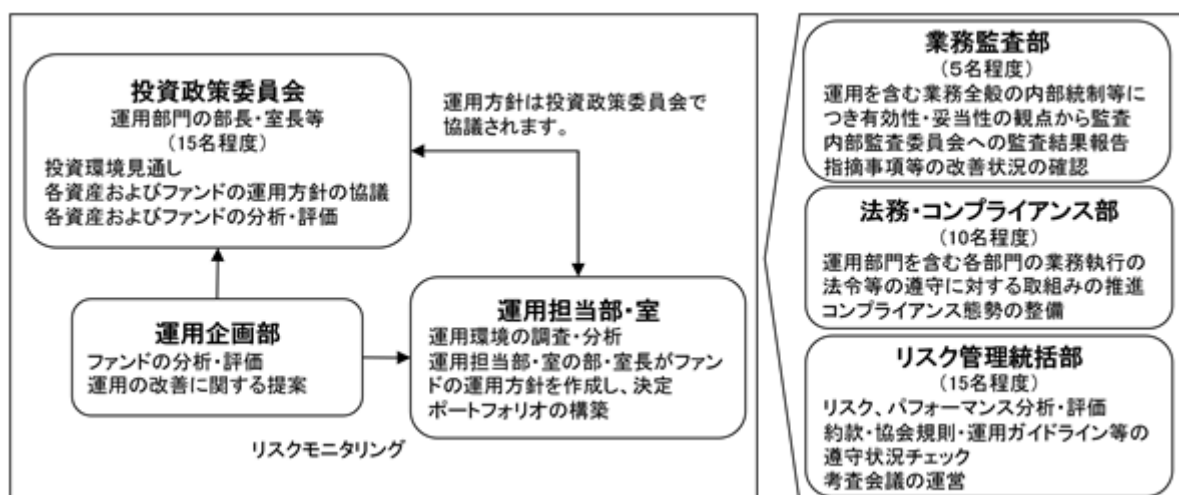 投資政策委員会
運用部門の部長・室長等
(15名程度)
投資環境見通し
各資産およびファンドの運用方針の協議
各資産およびファンドの分析・評価
運用方針は投資政策委員会で
協議されます。
運用企画部
ファンドの分析・評価
運用の改善に関する提案
運用担当部・室
運用環境の調査・分析
運用担当部・室の部・室長がファン
ドの運用方針を作成し、決定
ポートフォリオの構築
リスクモニタリング
業務監査部
(5名程度)
運用を含む業務全般の内部統制等に
つき有効性・妥当性の観点から監査
内部監査委員会への監査結果報告
指摘事項等の改善状況の確認
法務・コンプライアンス部
(10名程度)
運用部門を含む各部門の業務執行の
法令等の遵守に対する取組みの推進
コンプライアンス態勢の整備
リスク管理統括部
(15名程度)
リスク、パフォーマンス分析・評価
約款・協会規則・運用ガイドライン等の
遵守状況チェック
考査会議の運営